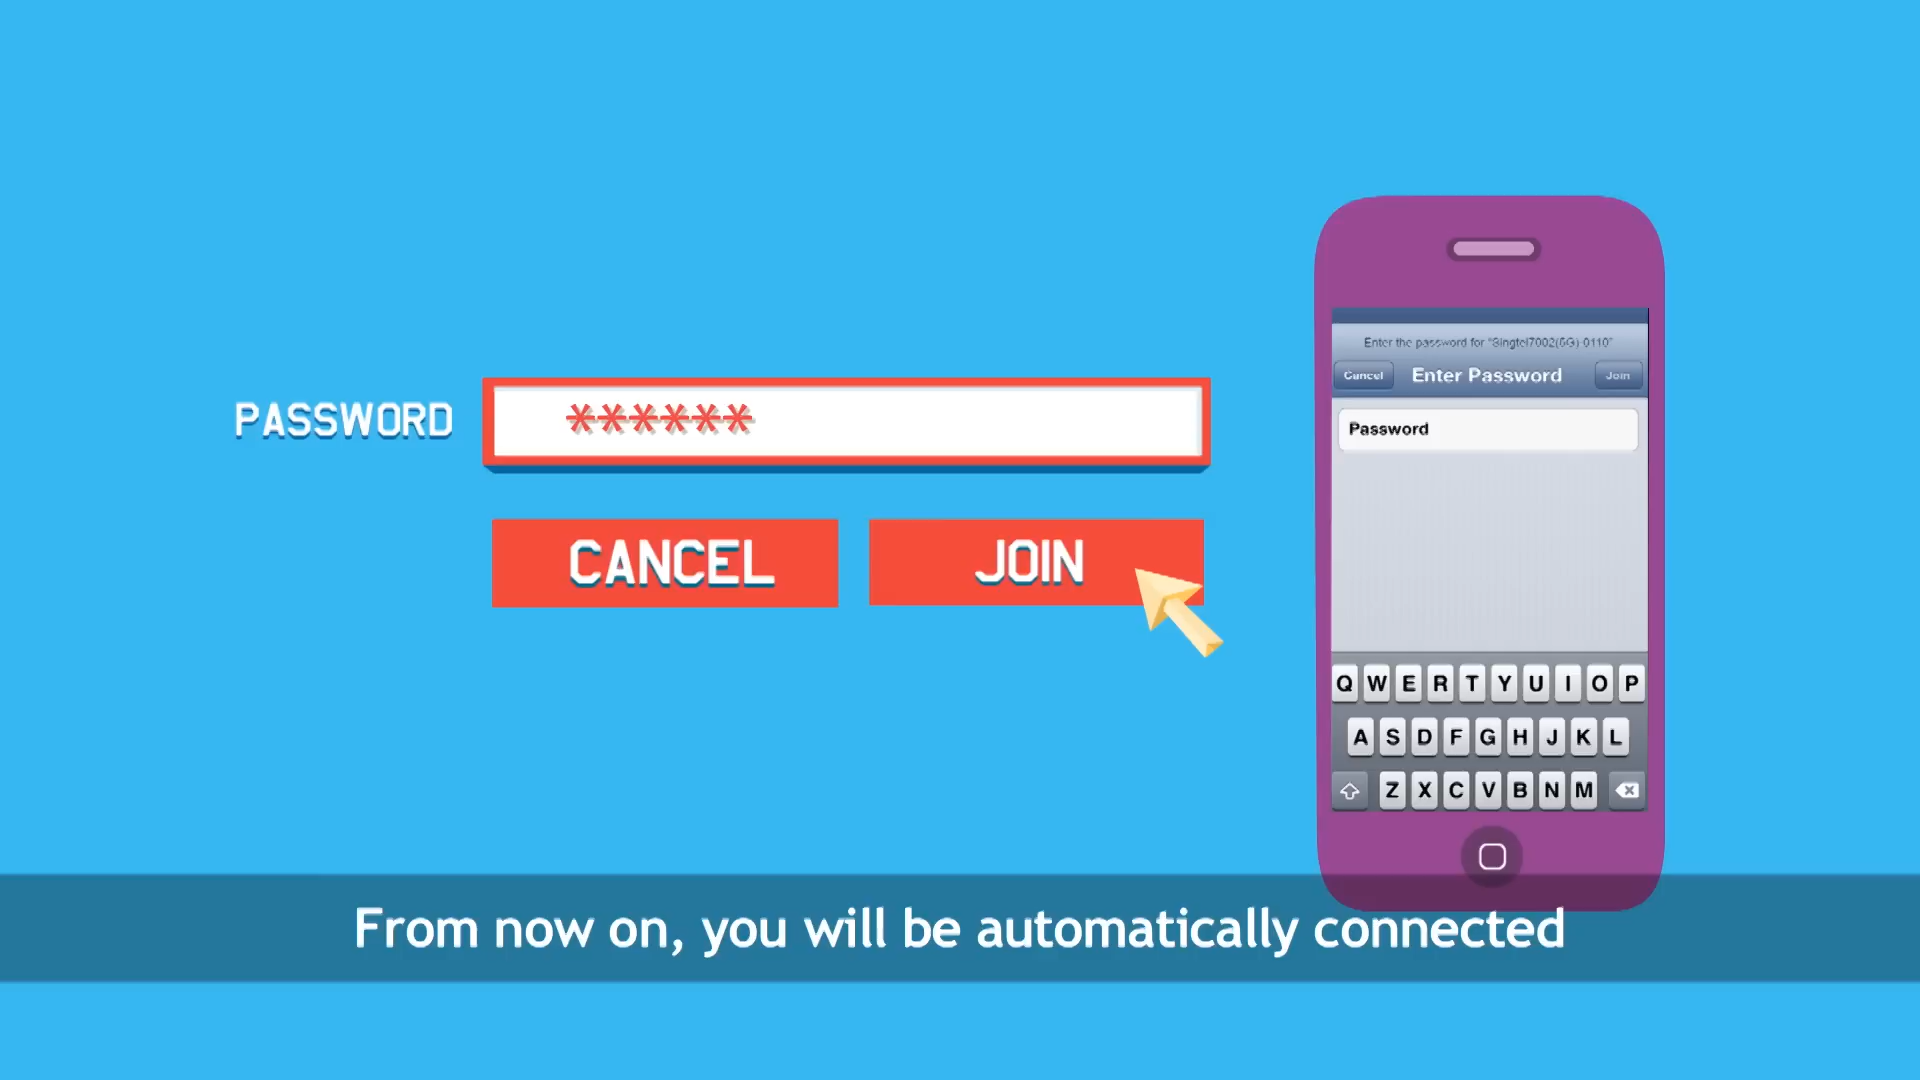 PASSWORD
******
CANCEL
JOIN
Enter the password for "Singtel7002(5G)-0110"
Cancel
Enter Password
Join
Password
Q W E R T Y U I O P
A S D F G H J K L
Z X C V B N M
From now on, you will be automatically connected